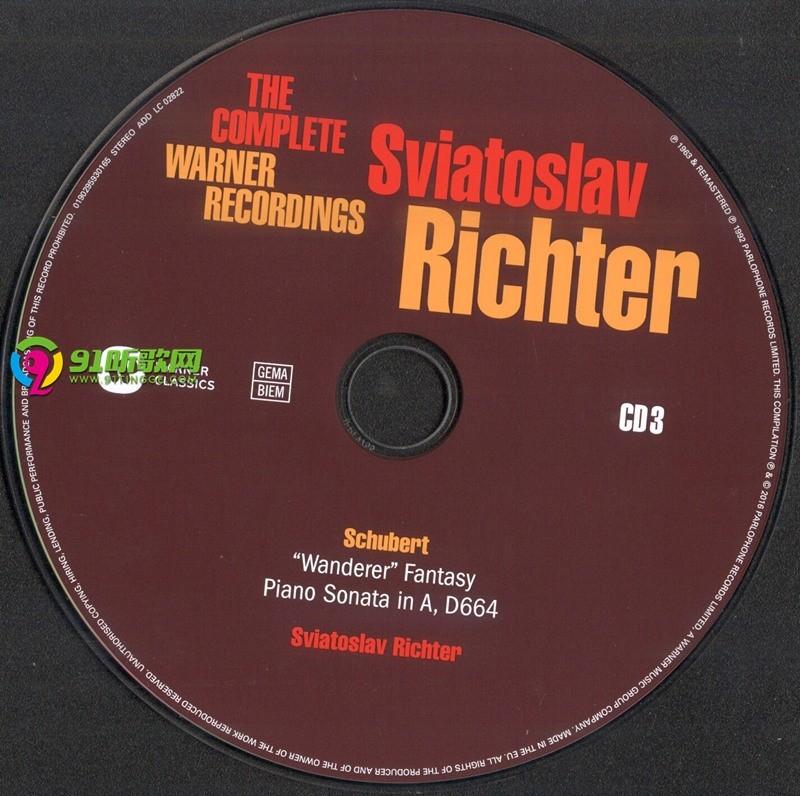 THE
COMPLETE
WARNER
RECORDINGS
Sviatoslav
Richter
91听歌网
CLASSICS
GEMA
BIEM
CD 3
Schubert
"Wanderer" Fantasy
Piano Sonata in A, D664
Sviatoslav Richter
℗ 1963 & REMASTERED ℗ 1992 PARLOPHONE RECORDS LIMITED. THIS COMPILATION ℗ & © 2016 PARLOPHONE RECORDS LIMITED, A WARNER MUSIC GROUP COMPANY. MADE IN THE EU. ALL RIGHTS OF THE PRODUCER AND OF THE OWNER OF THE WORK REPRODUCED RESERVED. UNAUTHORISED COPYING, HIRING, LENDING, PUBLIC PERFORMANCE AND OF THIS RECORD PROHIBITED. 0190295930165 STEREO ADD LC 02822